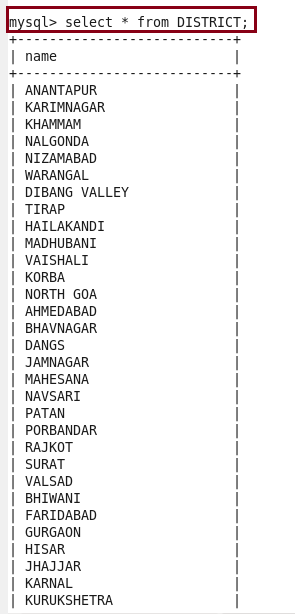 mysql> select * from DISTRICT;
+---------------------------+
| name                      |
+---------------------------+
| ANANTAPUR                 |
| KARIMNAGAR                |
| KHAMMAM                   |
| NALGONDA                  |
| NIZAMABAD                 |
| WARANGAL                  |
| DIBANG VALLEY             |
| TIRAP                     |
| HAILAKANDI                |
| MADHUBANI                 |
| VAISHALI                  |
| KORBA                     |
| NORTH GOA                 |
| AHMEDABAD                 |
| BHAVNAGAR                 |
| DANGS                     |
| JAMNAGAR                  |
| MAHESANA                  |
| NAVSARI                   |
| PATAN                     |
| PORBANDAR                 |
| RAJKOT                    |
| SURAT                     |
| VALSAD                    |
| BHIWANI                   |
| FARIDABAD                 |
| GURGAON                   |
| HISAR                     |
| JHAJJAR                   |
| KARNAL                    |
| KURUKSHETRA               |